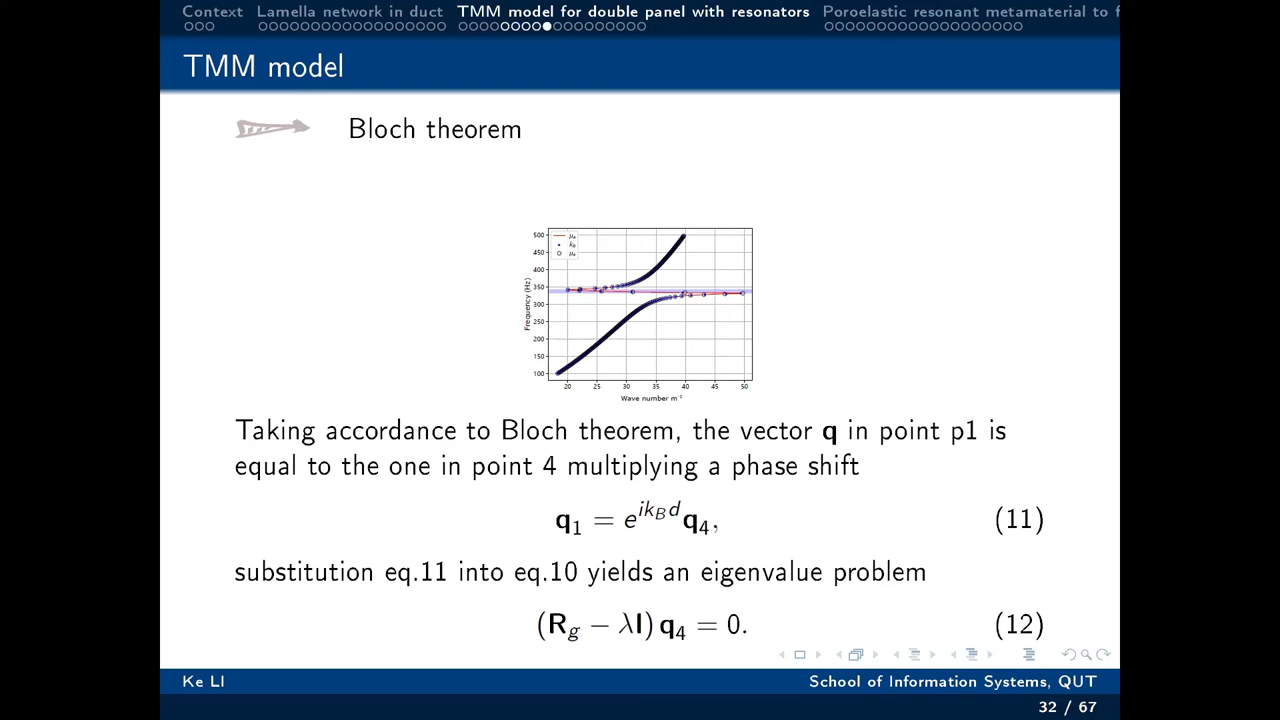 Context Lamella network in duct TMM model for double panel with resonators Poroelastic resonant metamaterial to f
TMM model
Bloch theorem
500
450
400
350
300
250
200
150
100
Frequency (Hz)
k_B
20 25 30 35 40 45 50
Wave number m⁻¹
Taking accordance to Bloch theorem, the vector q in point p1 is
equal to the one in point 4 multiplying a phase shift
q₁ = e^{ik_B d}q₄, (11)
substitution eq.11 into eq.10 yields an eigenvalue problem
(R_g − λI) q₄ = 0. (12)
Ke LI School of Information Systems, QUT
32 / 67